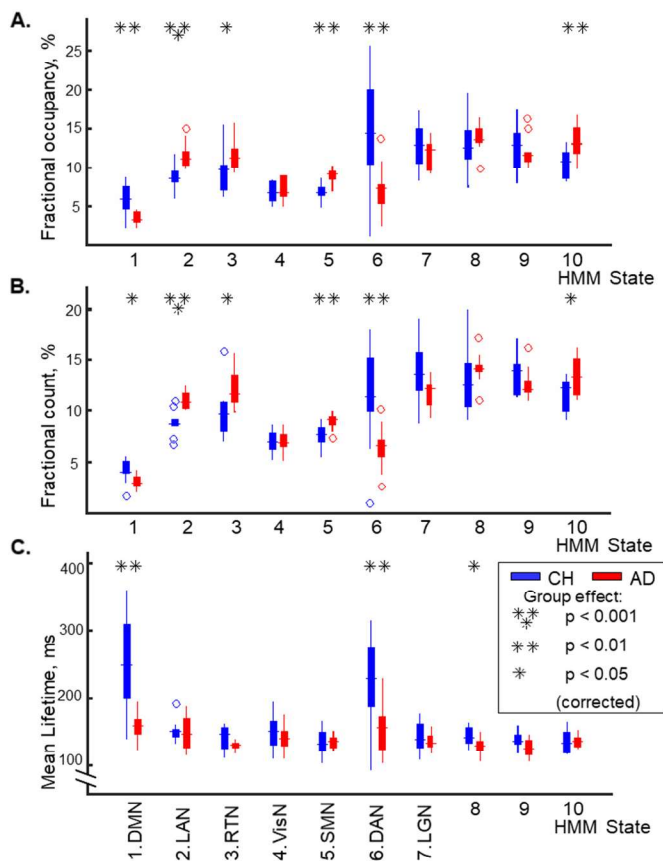 A.
Fractional occupancy, %
25
20
15
10
5
1 2 3 4 5 6 7 8 9 10
HMM State
B.
Fractional count, %
20
15
10
5
1 2 3 4 5 6 7 8 9 10
HMM State
C.
Mean Lifetime, ms
400
300
200
100
CH AD
Group effect:
** * p < 0.001
** p < 0.01
* p < 0.05
(corrected)
1.DMN
2.LAN
3.RTN
4.VisN
5.SMN
6.DAN
7.LGN
8 9 10
HMM State